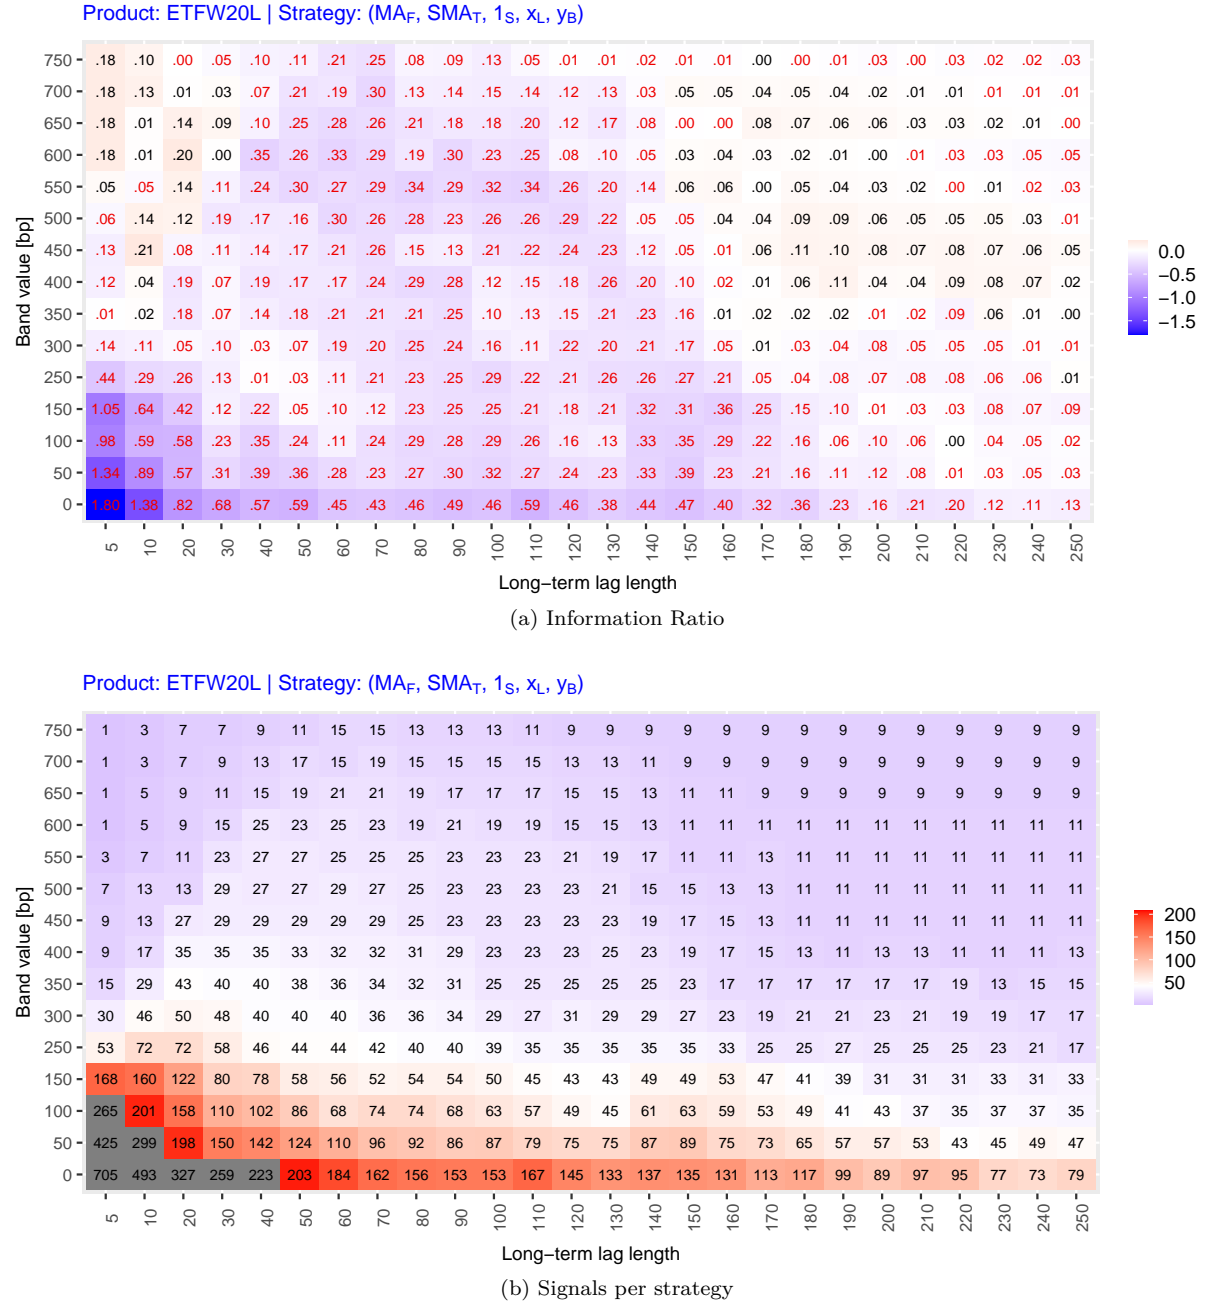 Product: ETFW20L | Strategy: (MA_F, SMA_T, 1_S, x_L, y_B)
750 .18 .10 .00 .05 .10 .11 .21 .25 .08 .09 .13 .05 .01 .01 .02 .01 .01 .00 .00 .01 .03 .00 .03 .02 .02 .03
700 .18 .13 .01 .03 .07 .21 .19 .30 .13 .14 .15 .14 .12 .13 .03 .05 .05 .04 .05 .04 .02 .01 .01 .01 .01 .01
650 .18 .01 .14 .09 .10 .25 .28 .26 .21 .18 .18 .20 .12 .17 .08 .00 .00 .08 .07 .06 .06 .03 .03 .02 .01 .00
600 .18 .01 .20 .00 .35 .26 .33 .29 .19 .30 .23 .25 .08 .10 .05 .03 .04 .03 .02 .01 .00 .01 .03 .03 .05 .05
550 .05 .05 .14 .11 .24 .30 .27 .29 .34 .29 .32 .34 .26 .20 .14 .06 .06 .00 .05 .04 .03 .02 .00 .01 .02 .03
500 .06 .14 .12 .19 .17 .16 .30 .26 .28 .23 .26 .26 .29 .22 .05 .05 .04 .04 .09 .09 .06 .05 .05 .05 .03 .01
450 .13 .21 .08 .11 .14 .17 .21 .26 .15 .13 .21 .22 .24 .23 .12 .05 .01 .06 .11 .10 .08 .07 .08 .07 .06 .05
400 .12 .04 .19 .07 .19 .17 .17 .24 .29 .28 .12 .15 .18 .26 .20 .10 .02 .01 .06 .11 .04 .04 .09 .08 .07 .02
350 .01 .02 .18 .07 .14 .18 .21 .21 .21 .25 .10 .13 .15 .21 .23 .16 .01 .02 .02 .02 .01 .02 .09 .06 .01 .00
300 .14 .11 .05 .10 .03 .07 .19 .20 .25 .24 .16 .11 .22 .20 .21 .17 .05 .01 .03 .04 .08 .05 .05 .05 .01 .01
250 .44 .29 .26 .13 .01 .03 .11 .21 .23 .25 .29 .22 .21 .26 .26 .27 .21 .05 .04 .08 .07 .08 .08 .06 .06 .01
150 1.05 .64 .42 .12 .22 .05 .10 .12 .23 .25 .25 .21 .18 .21 .32 .31 .36 .25 .15 .10 .01 .03 .03 .08 .07 .09
100 .98 .59 .58 .23 .35 .24 .11 .24 .29 .28 .29 .26 .16 .13 .33 .35 .29 .22 .16 .06 .10 .06 .00 .04 .05 .02
50 1.34 .89 .57 .31 .39 .36 .28 .23 .27 .30 .32 .27 .24 .23 .33 .39 .23 .21 .16 .11 .12 .08 .01 .03 .05 .03
0 1.80 1.38 .82 .68 .57 .59 .45 .43 .46 .49 .46 .59 .46 .38 .44 .47 .40 .32 .36 .23 .16 .21 .20 .12 .11 .13
5 10 20 30 40 50 60 70 80 90 100 110 120 130 140 150 160 170 180 190 200 210 220 230 240 250
Band value [bp]
Long−term lag length
0.0
−0.5
−1.0
−1.5
(a) Information Ratio
Product: ETFW20L | Strategy: (MA_F, SMA_T, 1_S, x_L, y_B)
750 1 3 7 7 9 11 15 15 13 13 13 11 9 9 9 9 9 9 9 9 9 9 9 9 9 9
700 1 3 7 9 13 17 15 19 15 15 15 15 13 13 11 9 9 9 9 9 9 9 9 9 9 9
650 1 5 9 11 15 19 21 21 19 17 17 17 15 15 13 11 11 9 9 9 9 9 9 9 9 9
600 1 5 9 15 25 23 25 23 19 21 19 19 15 15 13 11 11 11 11 11 11 11 11 11 11 11
550 3 7 11 23 27 27 25 25 25 23 23 23 21 19 17 11 11 13 11 11 11 11 11 11 11 11
500 7 13 13 29 27 27 29 27 25 23 23 23 23 21 15 15 13 13 11 11 11 11 11 11 11 11
450 9 13 27 29 29 29 29 29 25 23 23 23 23 23 19 17 15 13 11 11 11 11 11 11 11 11
400 9 17 35 35 35 33 32 32 31 29 23 23 23 25 23 19 17 15 13 11 13 13 11 11 11 13
350 15 29 43 40 40 38 36 34 32 31 25 25 25 25 25 23 17 17 17 17 17 17 19 13 15 15
300 30 46 50 48 40 40 40 36 36 34 29 27 31 29 29 27 23 19 21 21 23 21 19 19 17 17
250 53 72 72 58 46 44 44 42 40 40 39 35 35 35 35 35 33 25 25 27 25 25 25 23 21 17
150 168 160 122 80 78 58 56 52 54 54 50 45 43 43 49 49 53 47 41 39 31 31 31 33 31 33
100 265 201 158 110 102 86 68 74 74 68 63 57 49 45 61 63 59 53 49 41 43 37 35 37 37 35
50 425 299 198 150 142 124 110 96 92 86 87 79 75 75 87 89 75 73 65 57 57 53 43 45 49 47
0 705 493 327 259 223 203 184 162 156 153 153 167 145 133 137 135 131 113 117 99 89 97 95 77 73 79
5 10 20 30 40 50 60 70 80 90 100 110 120 130 140 150 160 170 180 190 200 210 220 230 240 250
Band value [bp]
Long−term lag length
200
150
100
50
(b) Signals per strategy